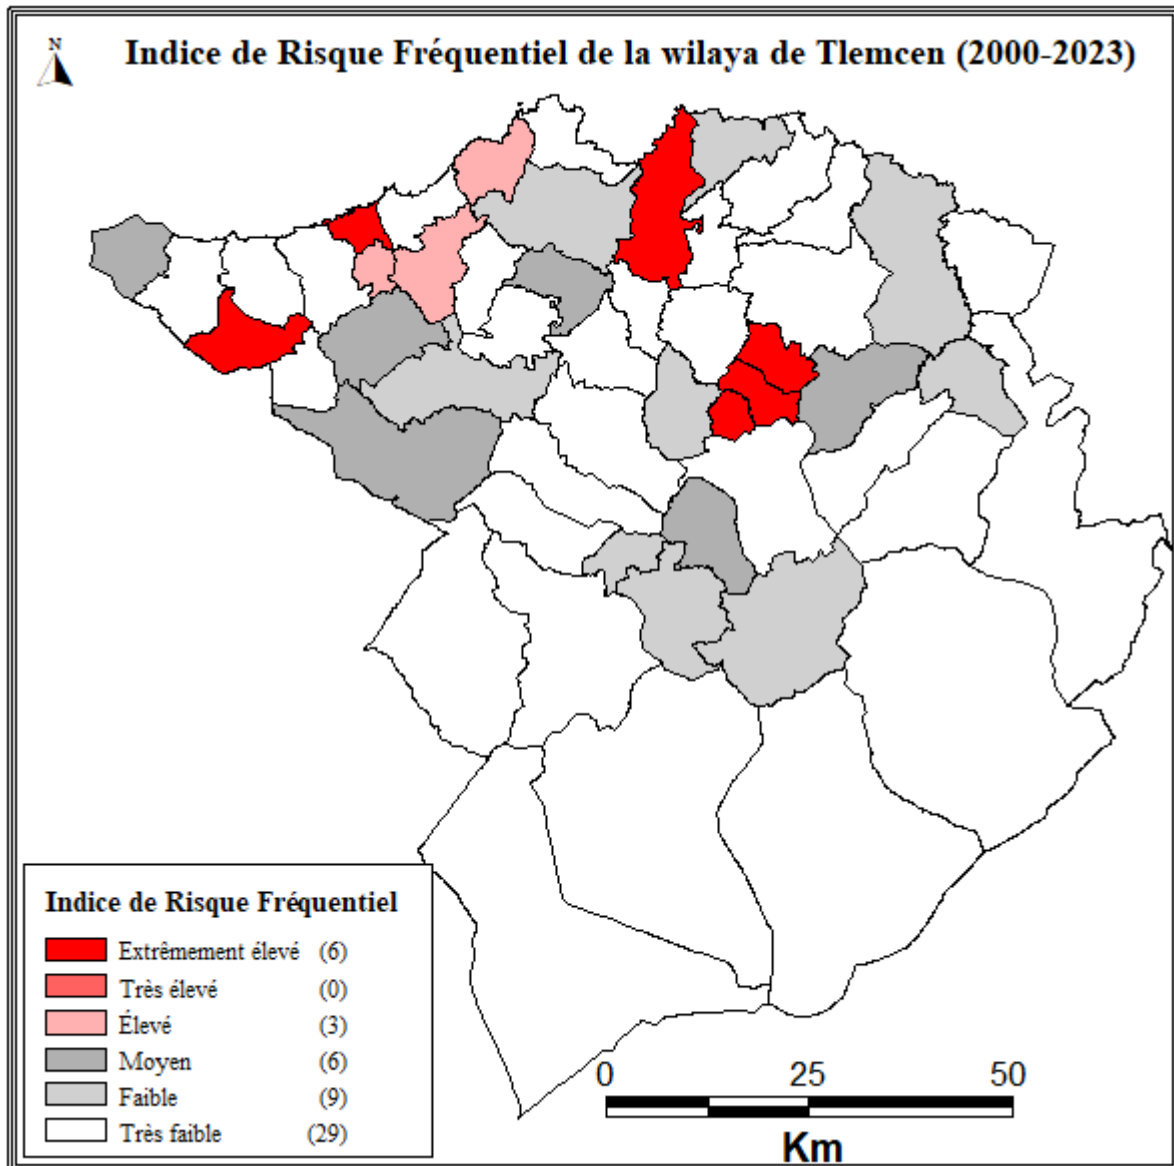 N
Indice de Risque Fréquentiel de la wilaya de Tlemcen (2000-2023)
Indice de Risque Fréquentiel
Extrêmement élevé (6)
Très élevé (0)
Élevé (3)
Moyen (6)
Faible (9)
Très faible (29)
0 25 50
Km